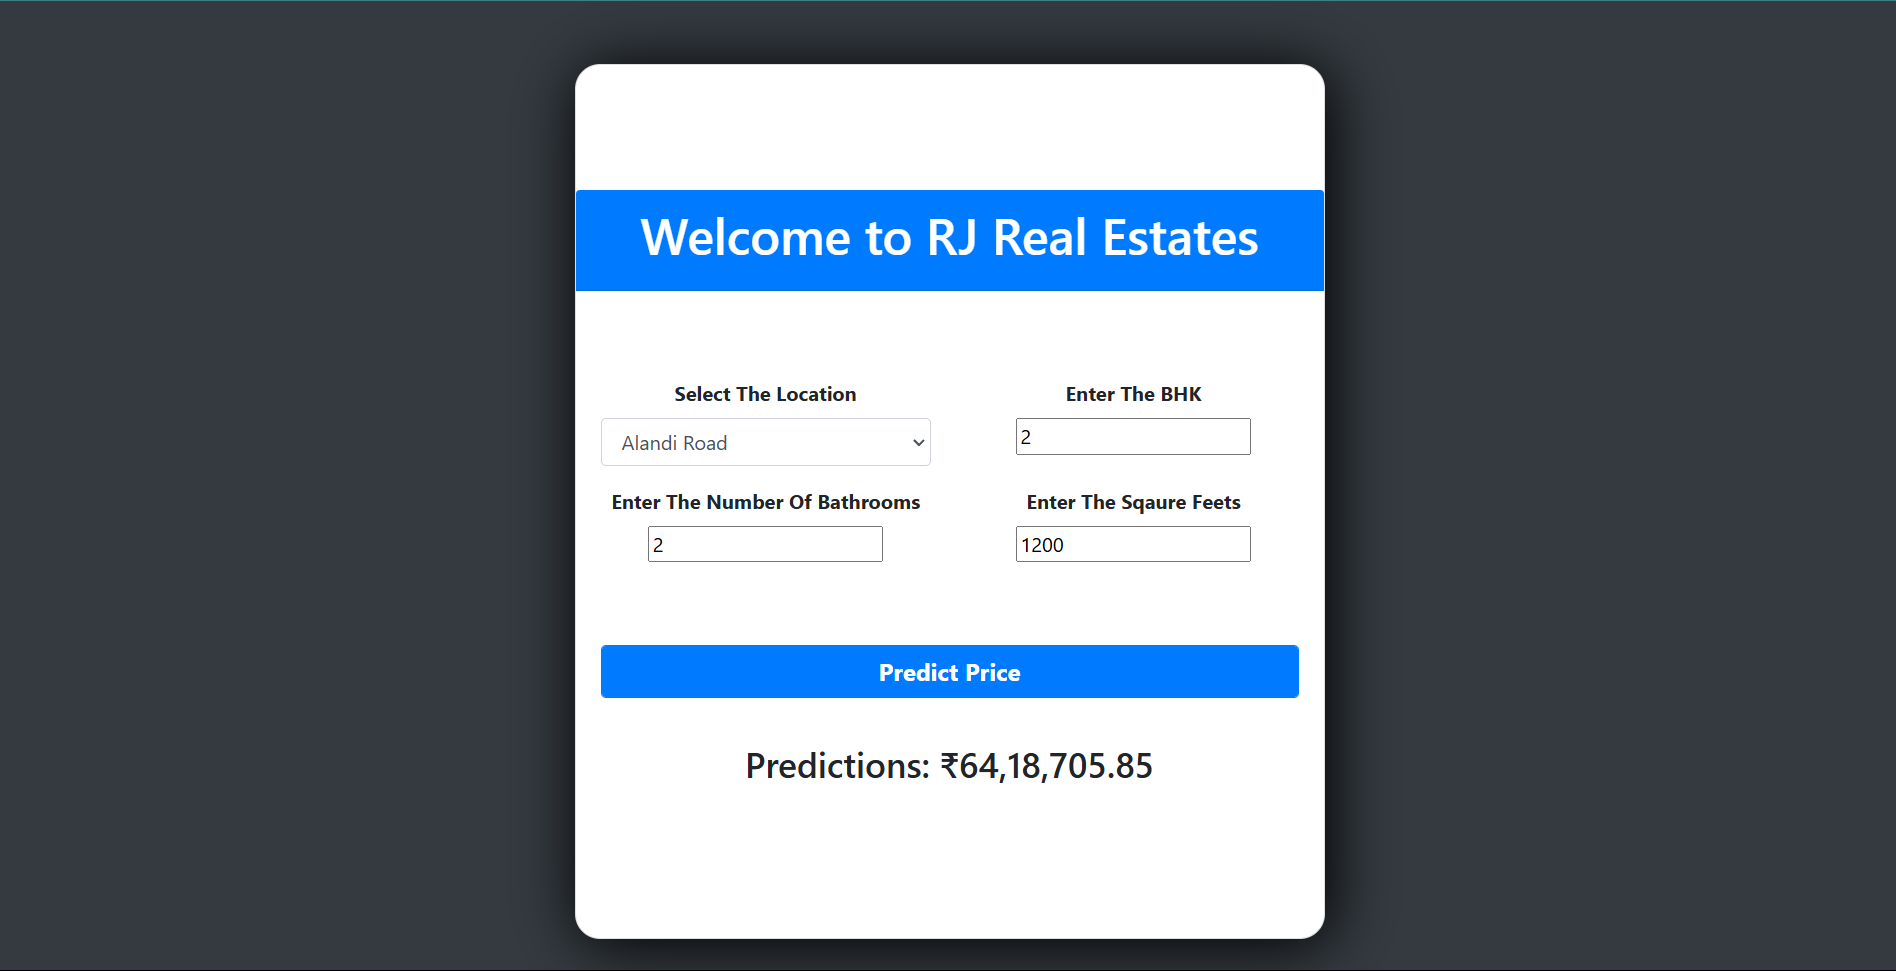 Welcome to RJ Real Estates
Select The Location
Enter The BHK
Alandi Road
2
Enter The Number Of Bathrooms
Enter The Sqaure Feets
2
1200
Predict Price
Predictions: ₹64,18,705.85